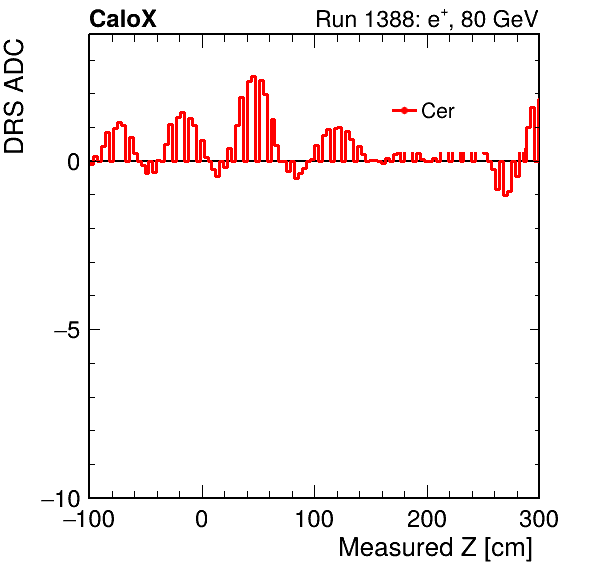 CaloX
Run 1388: e⁺, 80 GeV
DRS ADC
Cer
0
−5
−10
−100 0 100 200 300
Measured Z [cm]